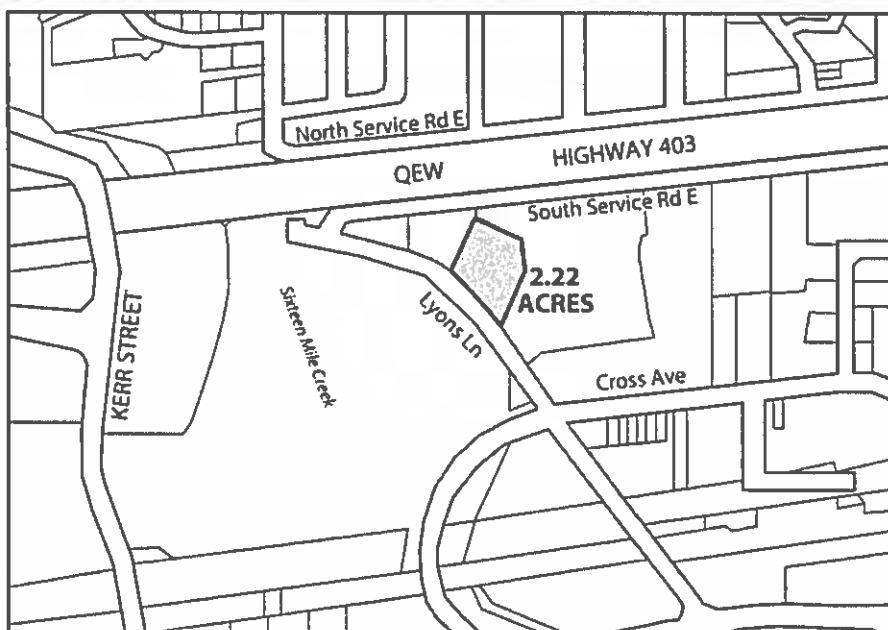 North Service Rd E
HIGHWAY 403
QEW
South Service Rd E
2.22
ACRES
Lyons Ln
Sixteen Mile Creek
KERR STREET
Cross Ave